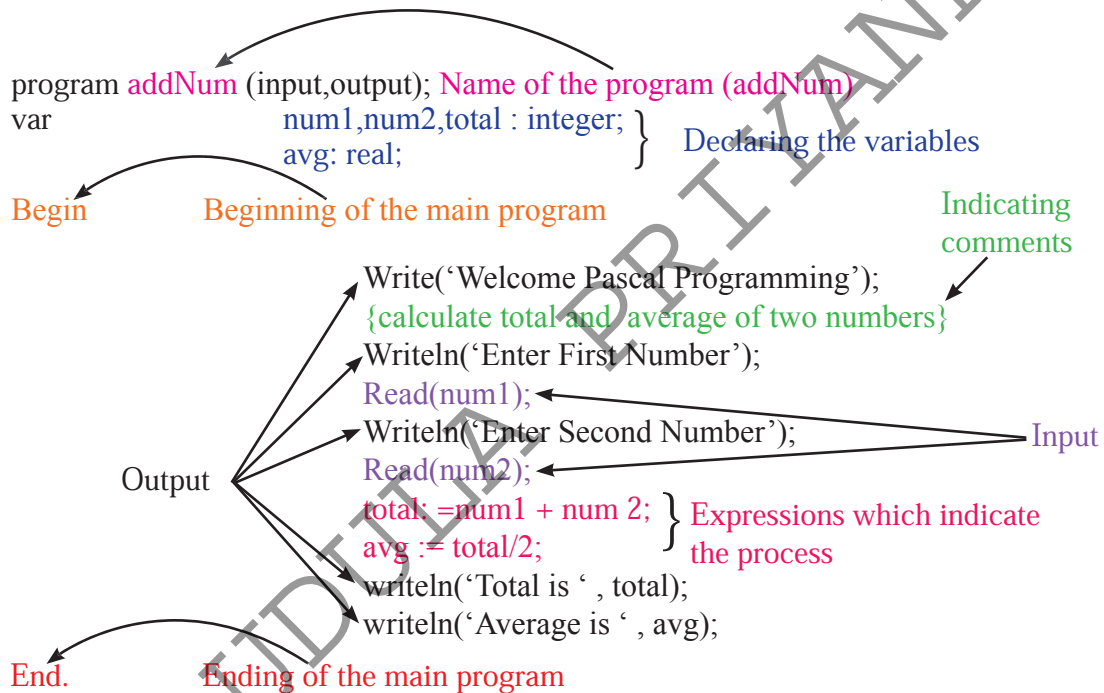 program addNum (input,output); Name of the program (addNum)
var num1,num2,total : integer;
avg: real;
Declaring the variables
Begin Beginning of the main program
Indicating
comments
Write(‘Welcome Pascal Programming’);
{calculate total and average of two numbers}
Writeln(‘Enter First Number’);
Read(num1);
Writeln(‘Enter Second Number’);
Input
Read(num2);
Output
total: =num1 + num 2;
avg := total/2;
Expressions which indicate
the process
writeln(‘Total is ‘ , total);
writeln(‘Average is ‘ , avg);
End. Ending of the main program